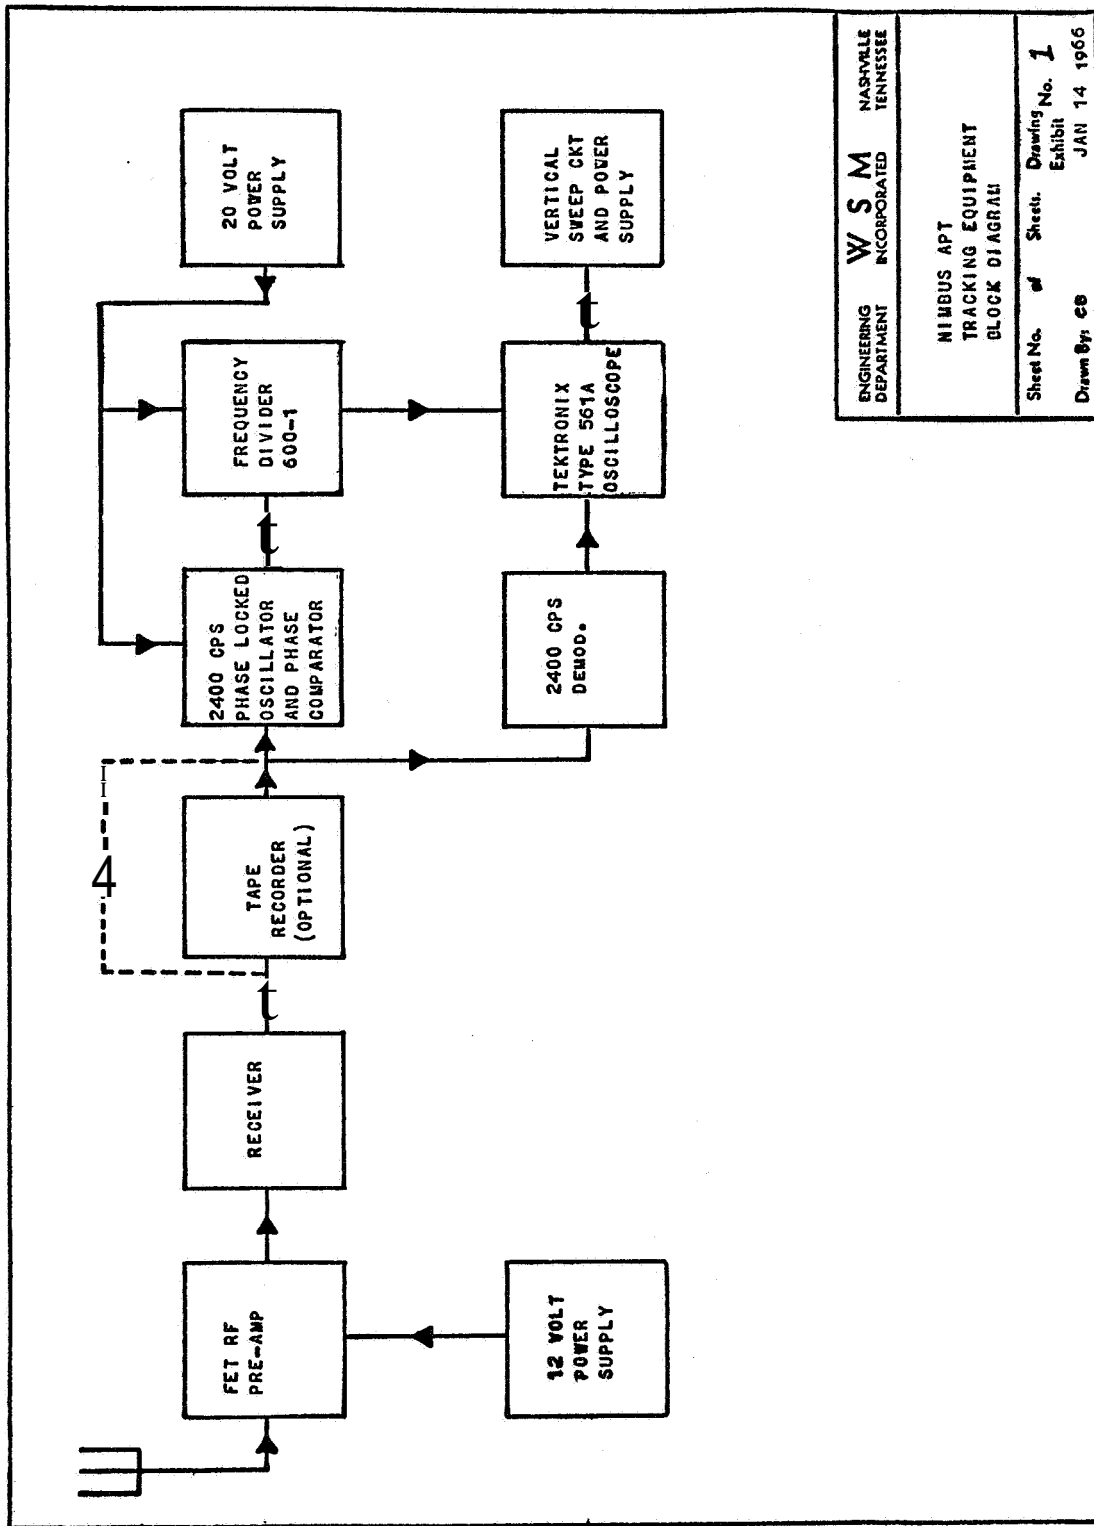 FET RF
PRE-AMP
RECEIVER
TAPE
RECORDER
(OPTIONAL)
2400 CPS
PHASE LOCKED
OSCILLATOR
AND PHASE
COMPARATOR
FREQUENCY
DIVIDER
600-1
20 VOLT
POWER
SUPPLY
12 VOLT
POWER
SUPPLY
2400 CPS
DEMOD.
TEKTRONIX
TYPE 561A
OSCILLOSCOPE
VERTICAL
SWEEP CKT
AND POWER
SUPPLY
t
t
t
4
ENGINEERING
DEPARTMENT
W S M
INCORPORATED
NASHVILLE
TENNESSEE
NIMBUS APT
TRACKING EQUIPMENT
BLOCK DIAGRAM
Sheet No. of Sheets. Drawing No. 1
Exhibit
Drawn By: CB JAN 14 1966